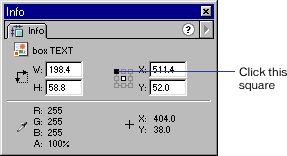 Info
Info
box TEXT
W: 198.4 X: 511.4
H: 58.8 Y: 52.0
Click this
square
R: 255
G: 255
B: 255
A: 100%
X: 404.0
Y: 38.0